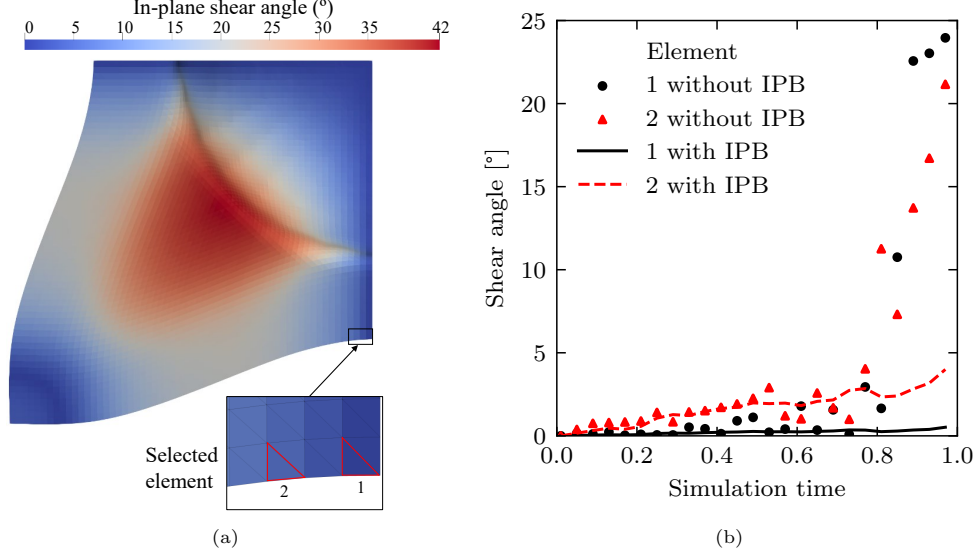 In-plane shear angle (º)
0 5 10 15 20 25 30 35 42
Selected
element
2 1
(a)
25
20
15
10
5
0
Shear angle [°]
Element
1 without IPB
2 without IPB
1 with IPB
2 with IPB
0.0 0.2 0.4 0.6 0.8 1.0
Simulation time
(b)